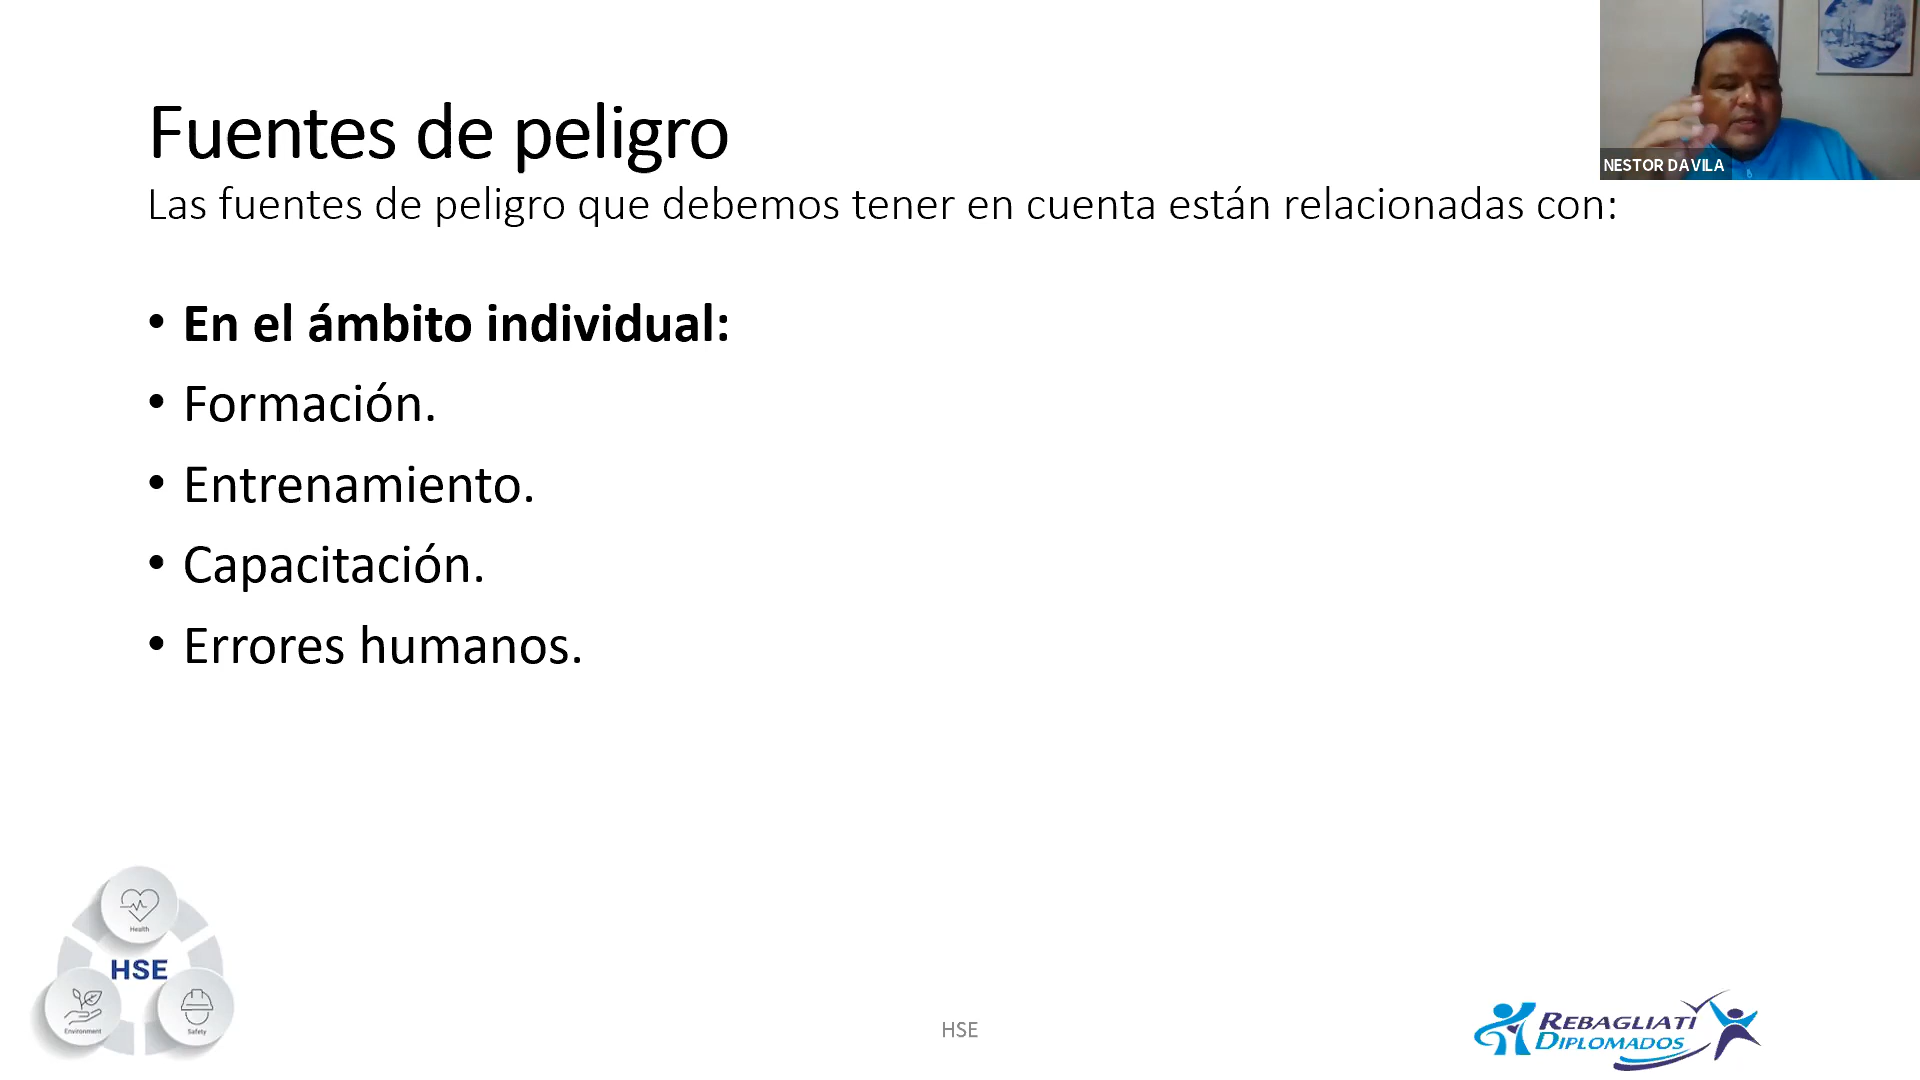 Fuentes de peligro
NESTOR DAVILA
Las fuentes de peligro que debemos tener en cuenta están relacionadas con:
• En el ámbito individual:
• Formación.
• Entrenamiento.
• Capacitación.
• Errores humanos.
Health
HSE
Environment
Safety
HSE
REBAGLIATI
DIPLOMADOS